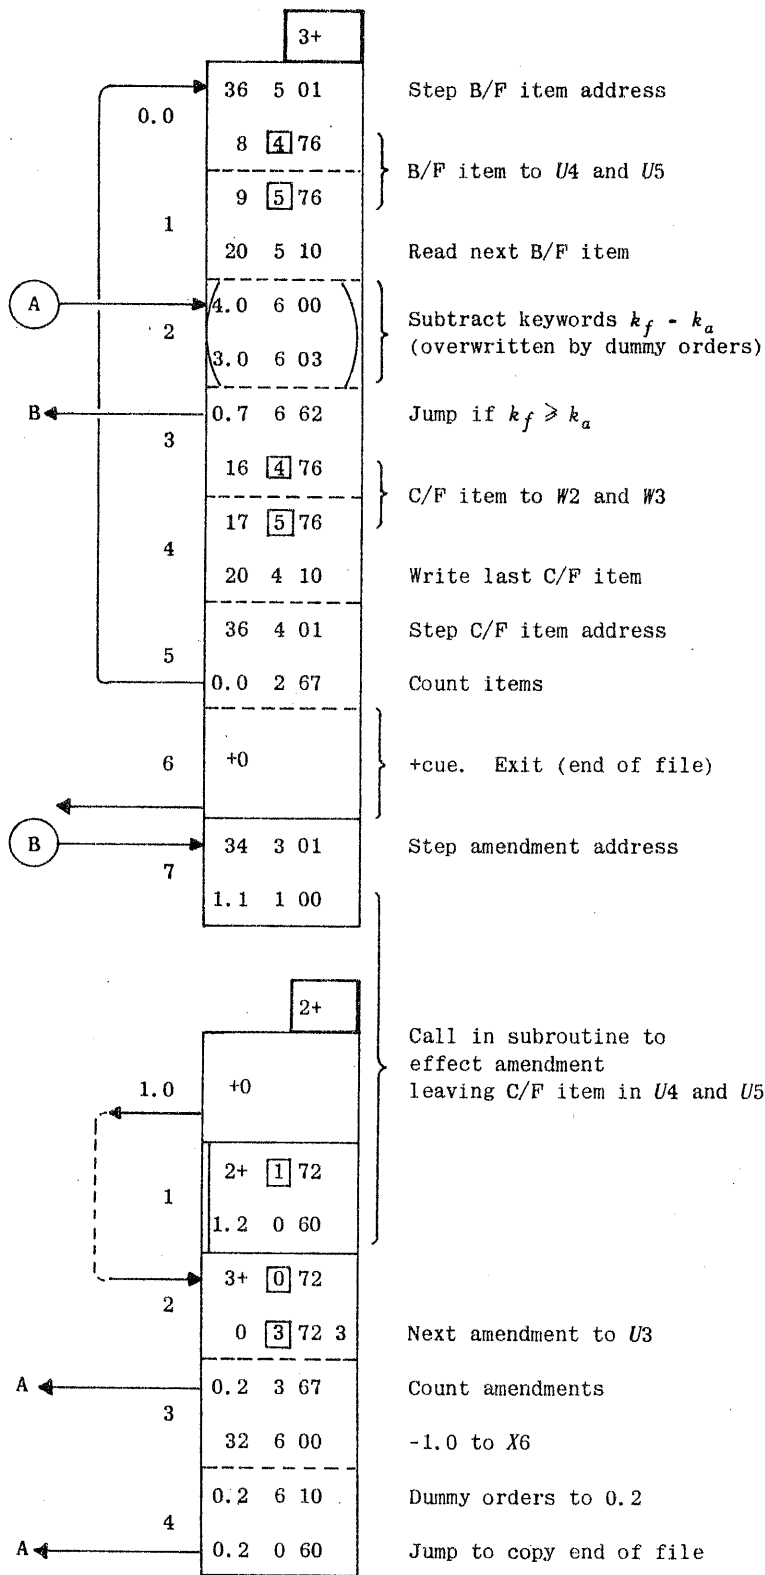 3+
36 5 01 Step B/F item address
0.0
8 4 76
B/F item to U4 and U5
9 5 76
1
20 5 10 Read next B/F item
A 4.0 6 00
2 Subtract keywords kf - ka
(overwritten by dummy orders)
3.0 6 03
B 0.7 6 62 Jump if kf ⩾ ka
3
16 4 76
C/F item to W2 and W3
17 5 76
4
20 4 10 Write last C/F item
36 4 01 Step C/F item address
5
0.0 2 67 Count items
6 +0 +cue. Exit (end of file)
B 34 3 01 Step amendment address
7
1.1 1 00
2+
Call in subroutine to
effect amendment
leaving C/F item in U4 and U5
1.0 +0
2+ 1 72
1
1.2 0 60
3+ 0 72
2
0 3 72 3 Next amendment to U3
A 0.2 3 67 Count amendments
3
32 6 00 -1.0 to X6
0.2 6 10 Dummy orders to 0.2
4
A 0.2 0 60 Jump to copy end of file